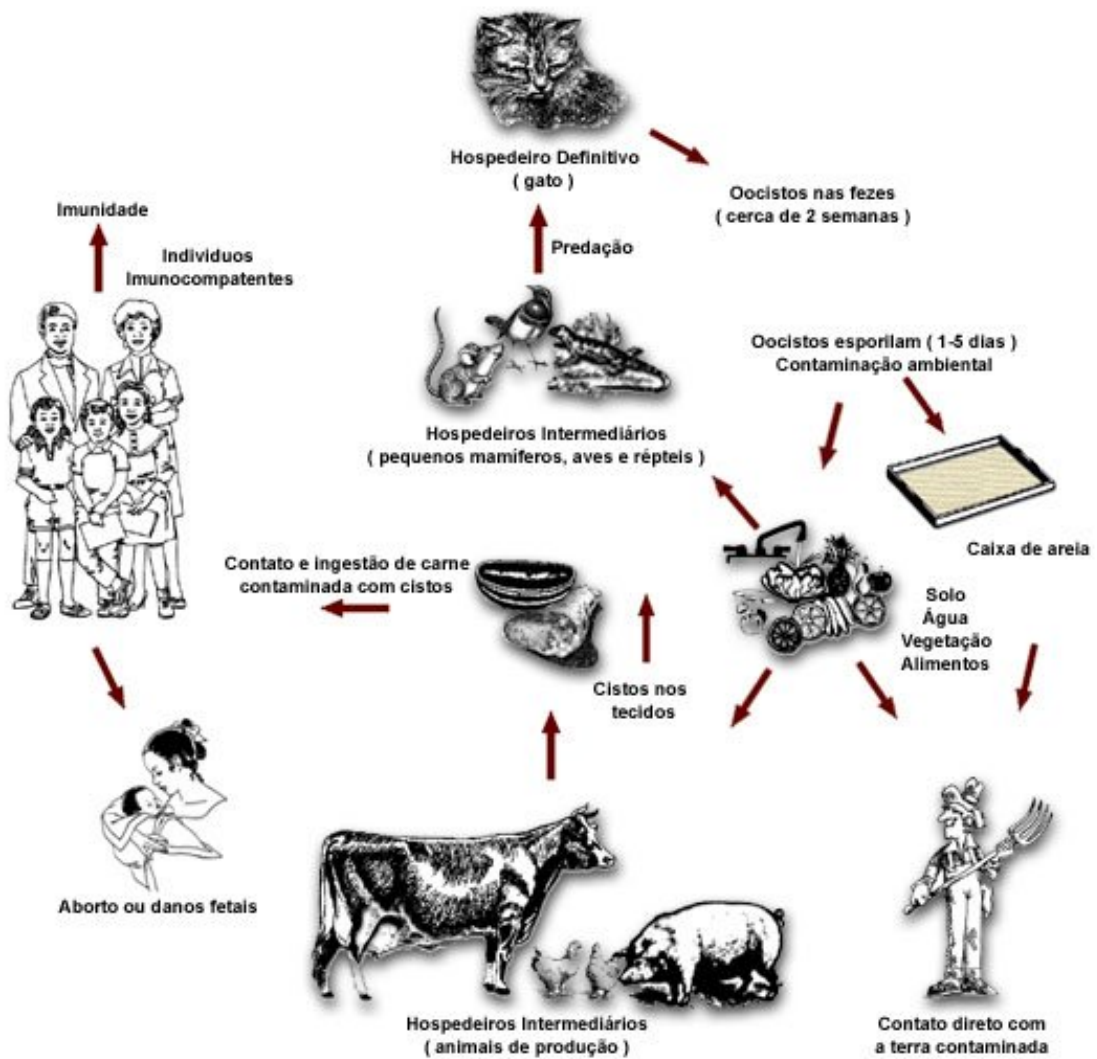 Hospedeiro Definitivo
( gato )
Oocistos nas fezes
( cerca de 2 semanas )
Imunidade
Individuos
Imunocompatentes
Predação
Oocistos esporilam ( 1-5 dias )
Contaminação ambiental
Hospedeiros Intermediários
( pequenos mamíferos, aves e répteis )
Caixa de areia
Contato e ingestão de carne
contaminada com cistos
Solo
Água
Vegetação
Alimentos
Cistos nos
tecidos
Aborto ou danos fetais
Hospedeiros Intermediários
( animais de produção )
Contato direto com
a terra contaminada